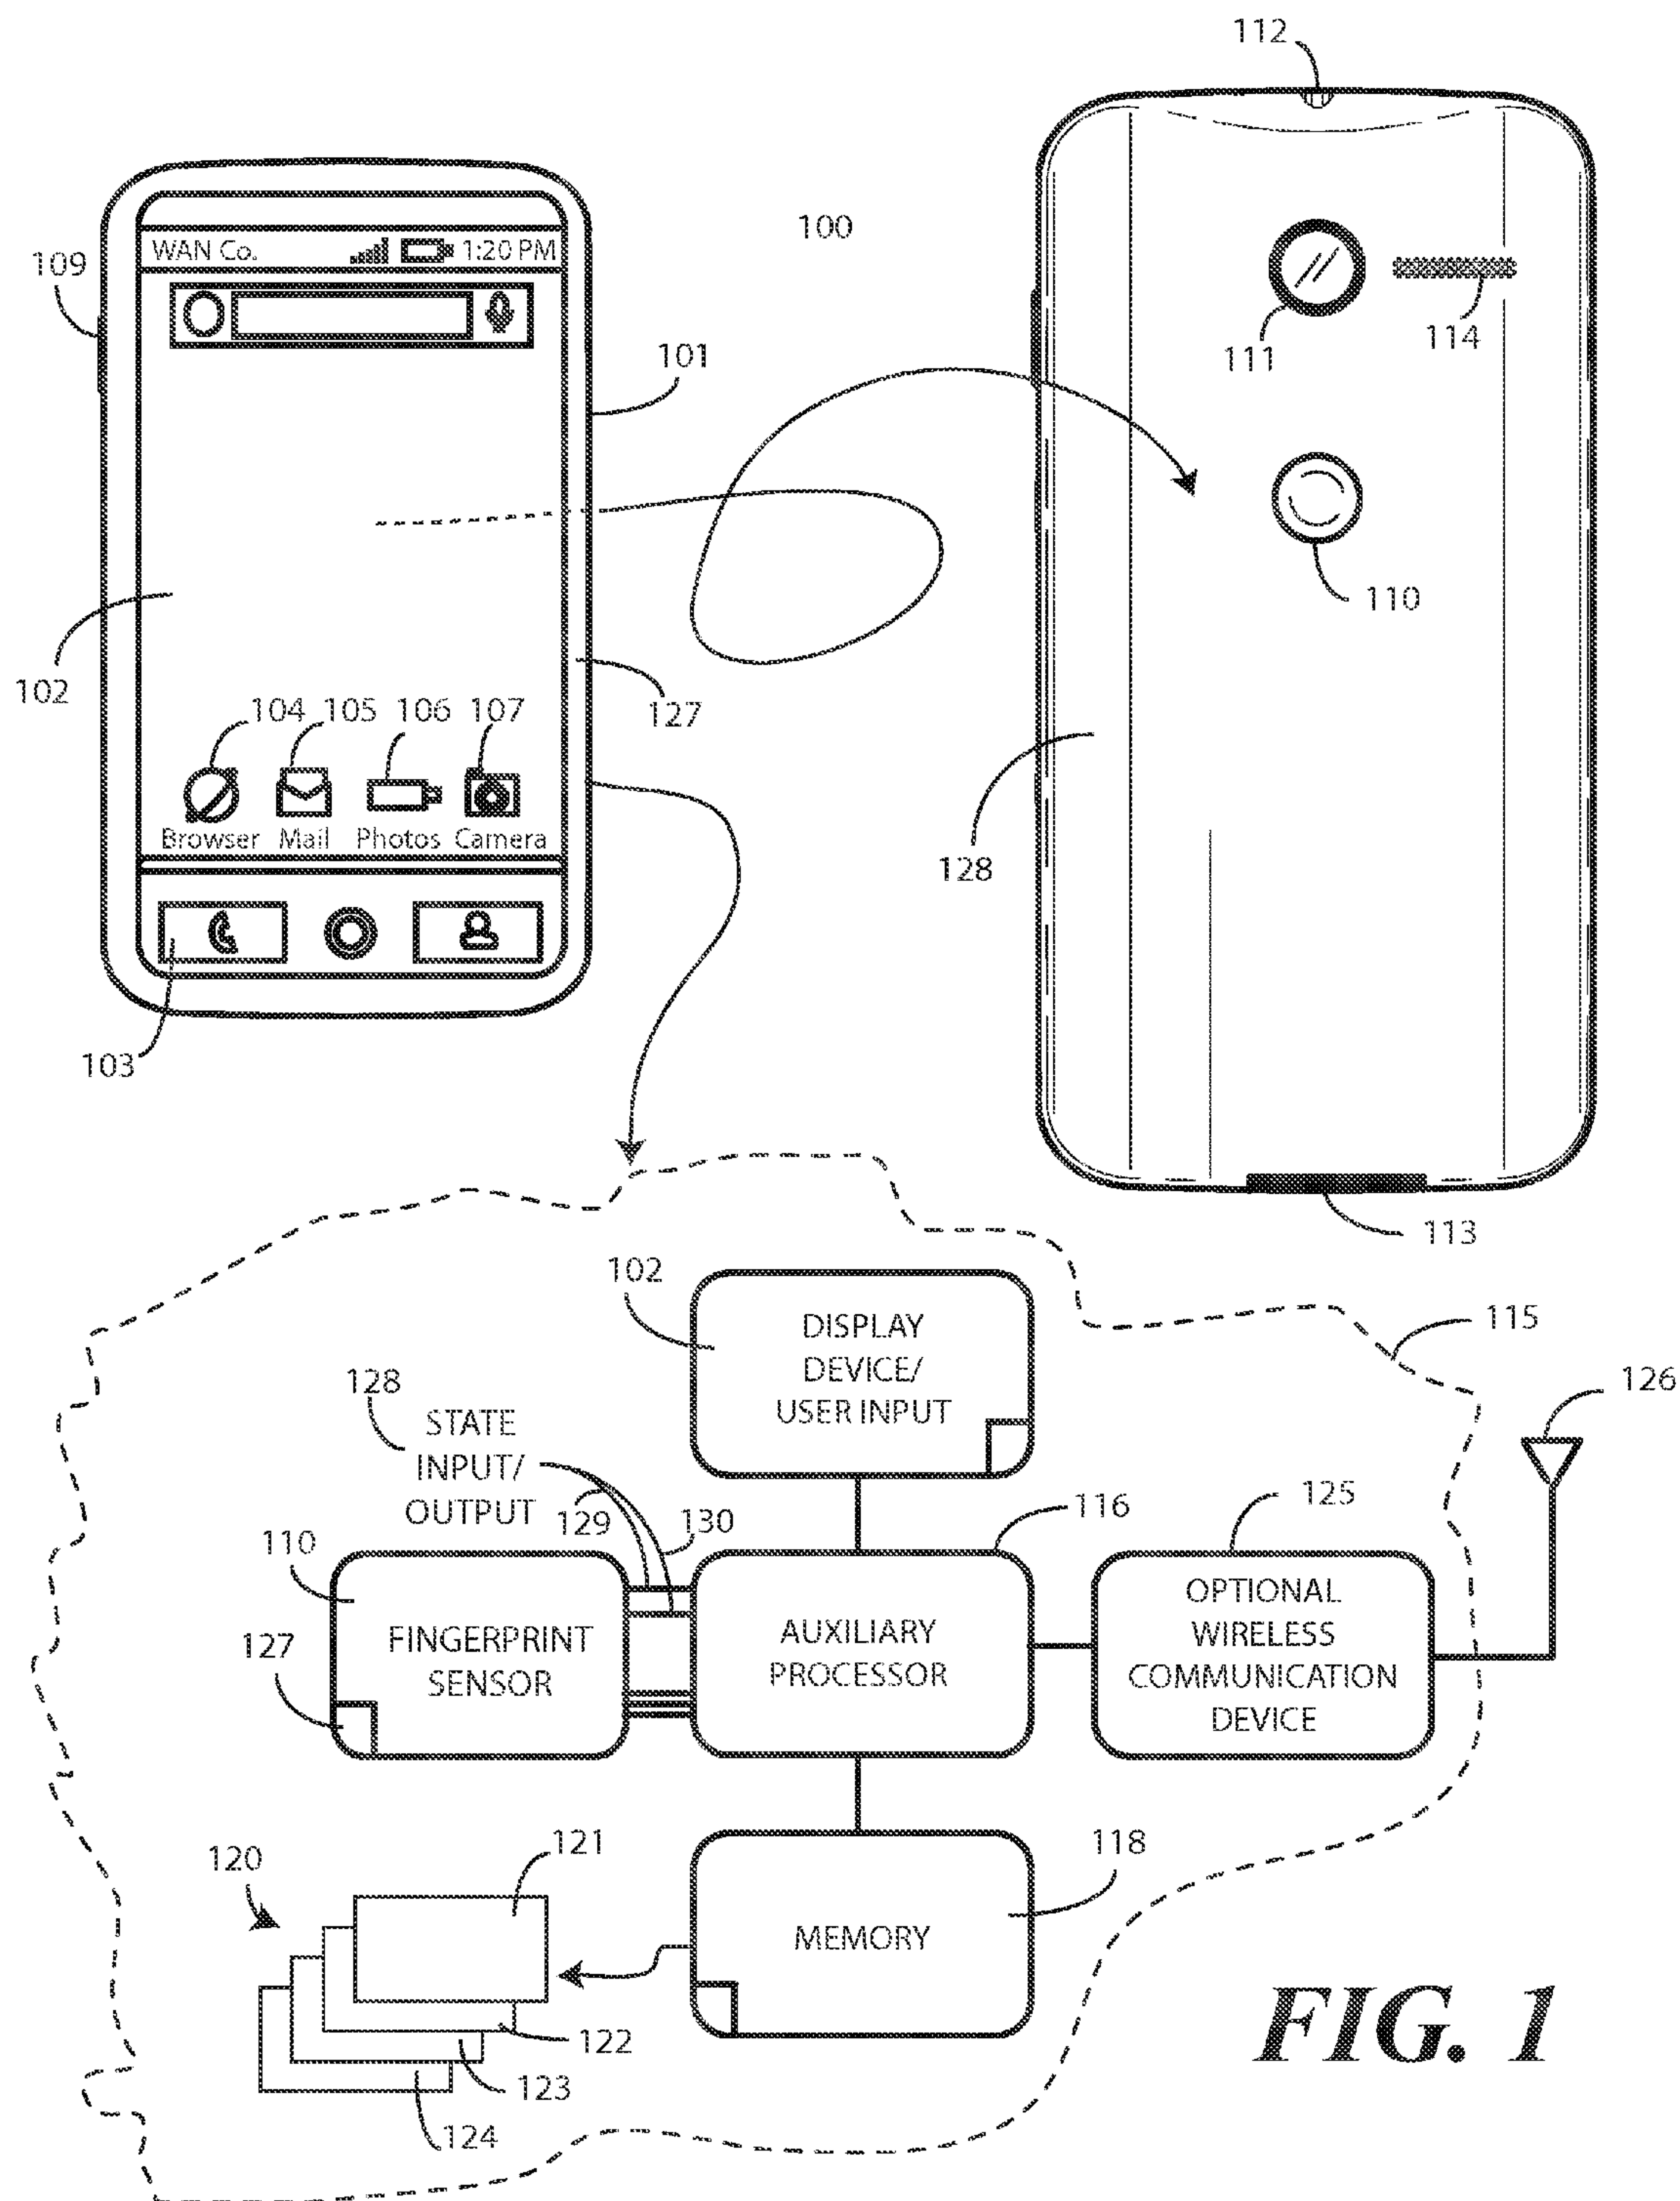 112
100
WAN Co. 1:20 PM
109
101
111
114
110
102
127
104 105 106 107
Browser Mail Photos Camera
128
103
113
102
DISPLAY
DEVICE/
USER INPUT
115
126
128
STATE
INPUT/
OUTPUT
129
130
116
125
110
FINGERPRINT
SENSOR
127
AUXILIARY
PROCESSOR
OPTIONAL
WIRELESS
COMMUNICATION
DEVICE
120
121
118
MEMORY
122
123
124
FIG. 1